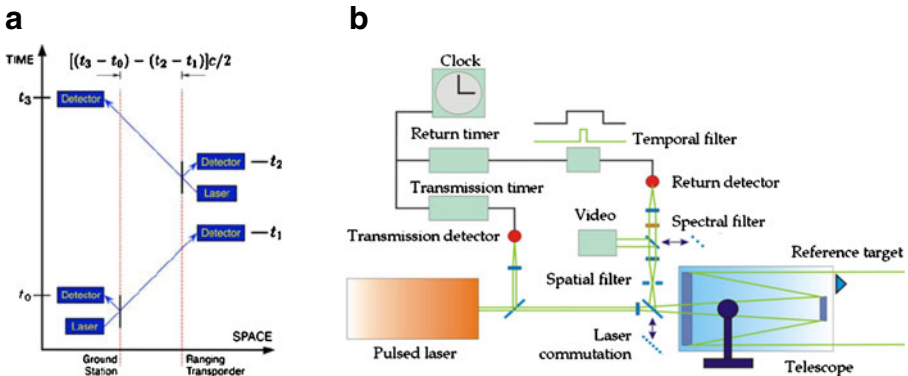 a
TIME
[(t₃ − t₀) − (t₂ − t₁)]c/2
t₃
Detector
Detector
t₂
Laser
Detector
t₁
t₀
Detector
Laser
SPACE
Ground
Station
Ranging
Transponder
b
Clock
Return timer
Temporal filter
Transmission timer
Return detector
Transmission detector
Video
Spectral filter
Reference target
Spatial filter
Pulsed laser
Laser
commutation
Telescope